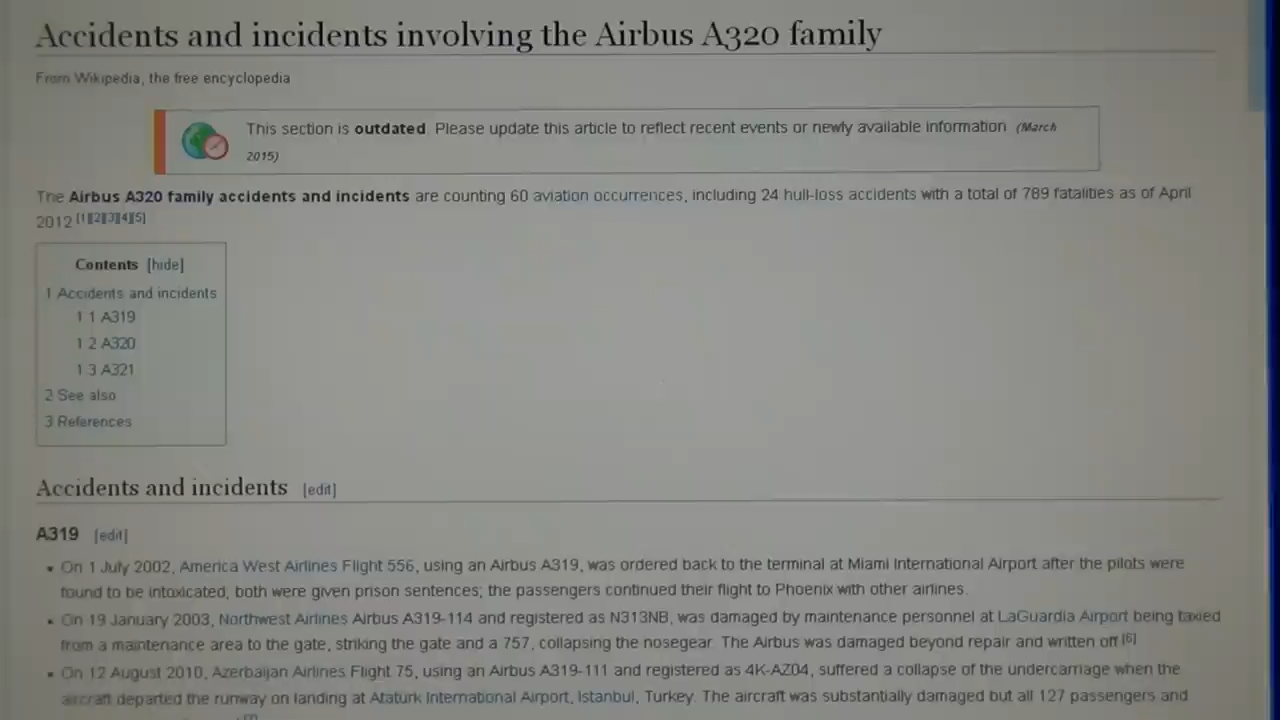 Accidents and incidents involving the Airbus A320 family
From Wikipedia, the free encyclopedia
This section is outdated. Please update this article to reflect recent events or newly available information. (March
2015)
The Airbus A320 family accidents and incidents are counting 60 aviation occurrences, including 24 hull-loss accidents with a total of 789 fatalities as of April
2012.[1][2][3][4][5]
Contents [hide]
1 Accidents and incidents
1.1 A319
1.2 A320
1.3 A321
2 See also
3 References
Accidents and incidents [edit]
A319 [edit]
• On 1 July 2002, America West Airlines Flight 556, using an Airbus A319, was ordered back to the terminal at Miami International Airport after the pilots were
found to be intoxicated, both were given prison sentences; the passengers continued their flight to Phoenix with other airlines.
• On 19 January 2003, Northwest Airlines Airbus A319-114 and registered as N313NB, was damaged by maintenance personnel at LaGuardia Airport being taxied
from a maintenance area to the gate, striking the gate and a 757, collapsing the nosegear. The Airbus was damaged beyond repair and written off.[6]
• On 12 August 2010, Azerbaijan Airlines Flight 75, using an Airbus A319-111 and registered as 4K-AZ04, suffered a collapse of the undercarriage when the
aircraft departed the runway on landing at Ataturk International Airport, Istanbul, Turkey. The aircraft was substantially damaged but all 127 passengers and